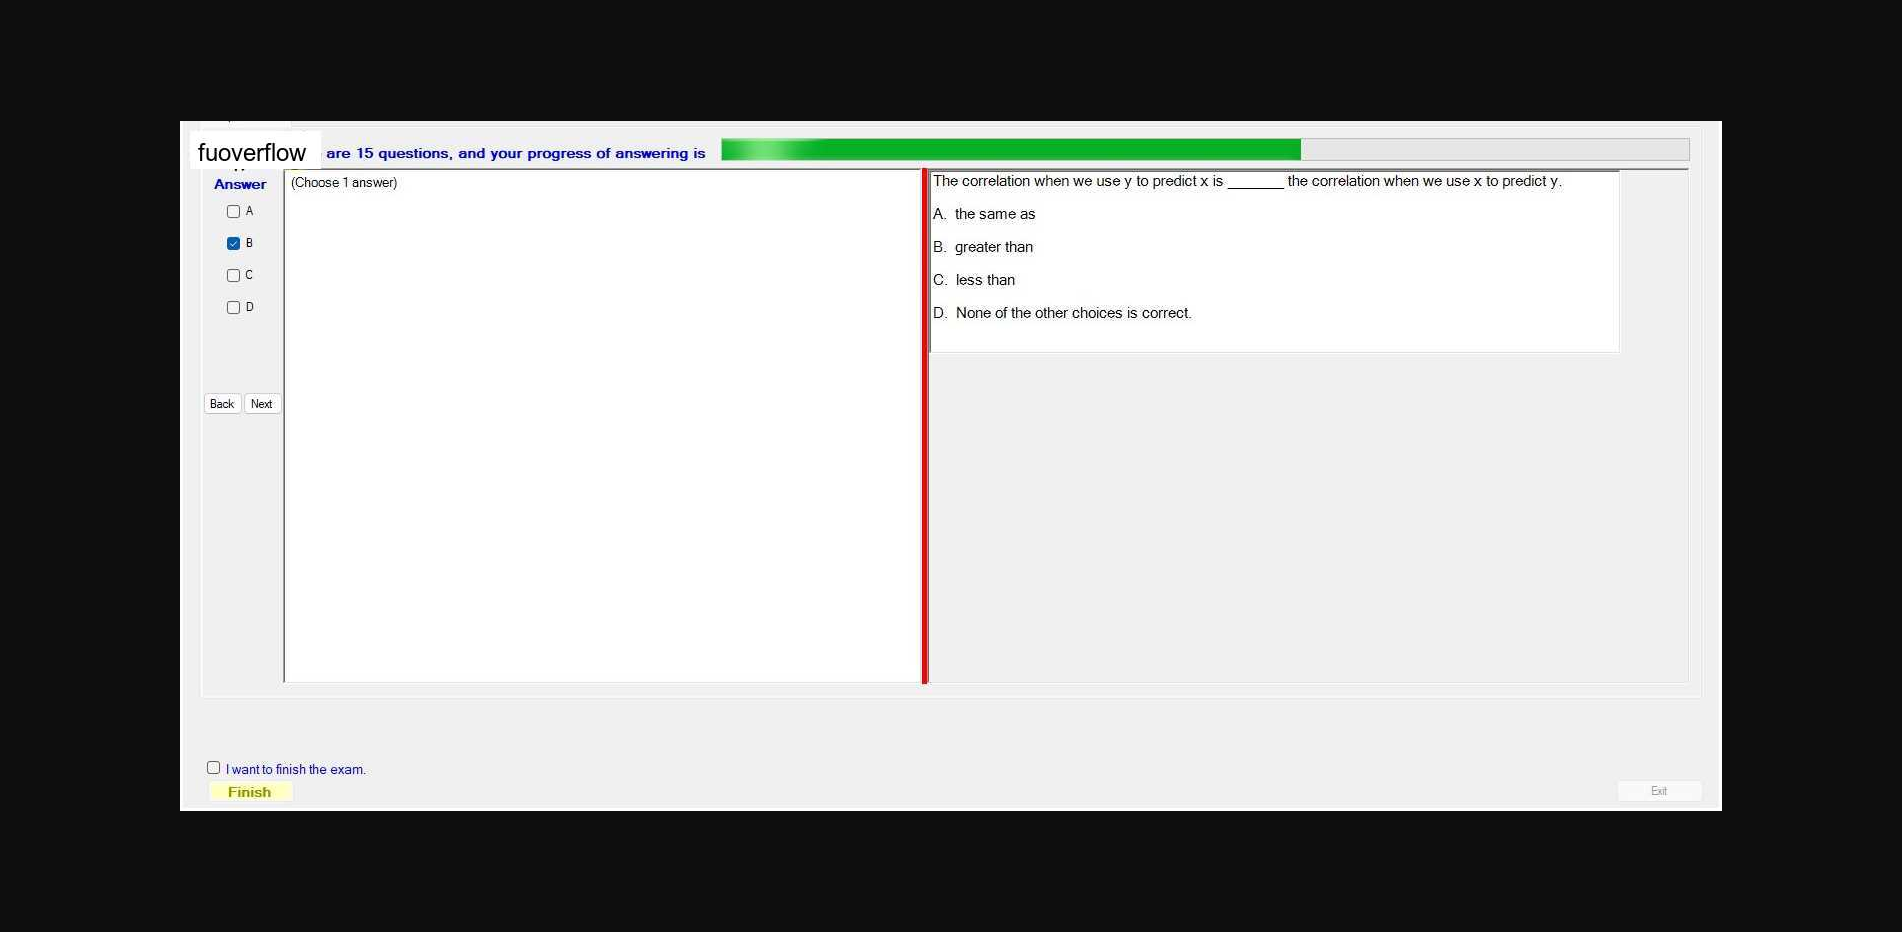 fuoverflow are 15 questions, and your progress of answering is
Answer
(Choose 1 answer)
A
B
C
D
Back Next
The correlation when we use y to predict x is _______ the correlation when we use x to predict y.
A. the same as
B. greater than
C. less than
D. None of the other choices is correct.
I want to finish the exam.
Finish
Exit